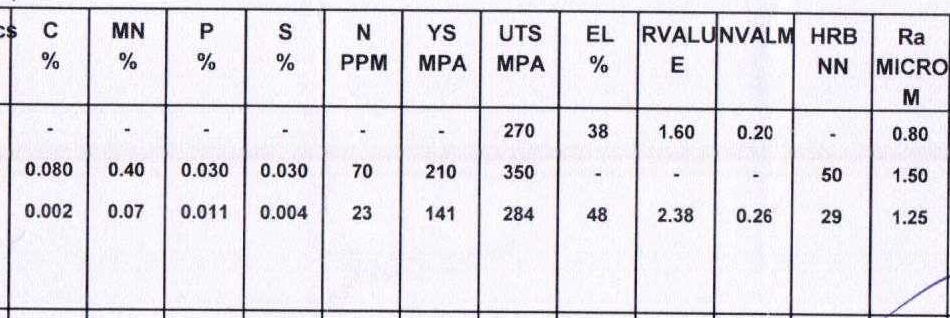 cs C MN P S N YS UTS EL RVALU NVALM HRB Ra
% % % % PPM MPA MPA % E NN MICRO
M
- - - - - - 270 38 1.60 0.20 - 0.80
0.080 0.40 0.030 0.030 70 210 350 - - - 50 1.50
0.002 0.07 0.011 0.004 23 141 284 48 2.38 0.26 29 1.25